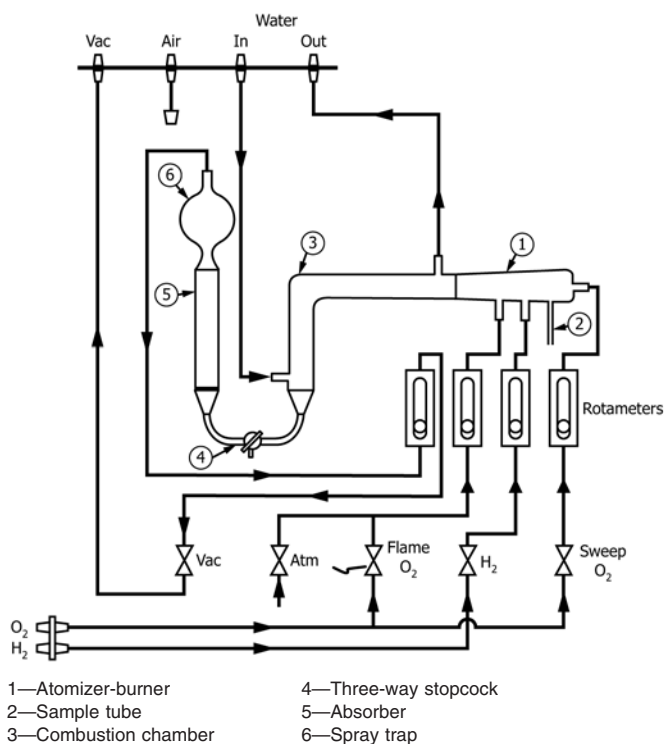 Water
Vac Air In Out
6
3
1
5
2
Rotameters
4
Vac
Atm
Flame
O₂
H₂
Sweep
O₂
O₂
H₂
1—Atomizer-burner
2—Sample tube
3—Combustion chamber
4—Three-way stopcock
5—Absorber
6—Spray trap